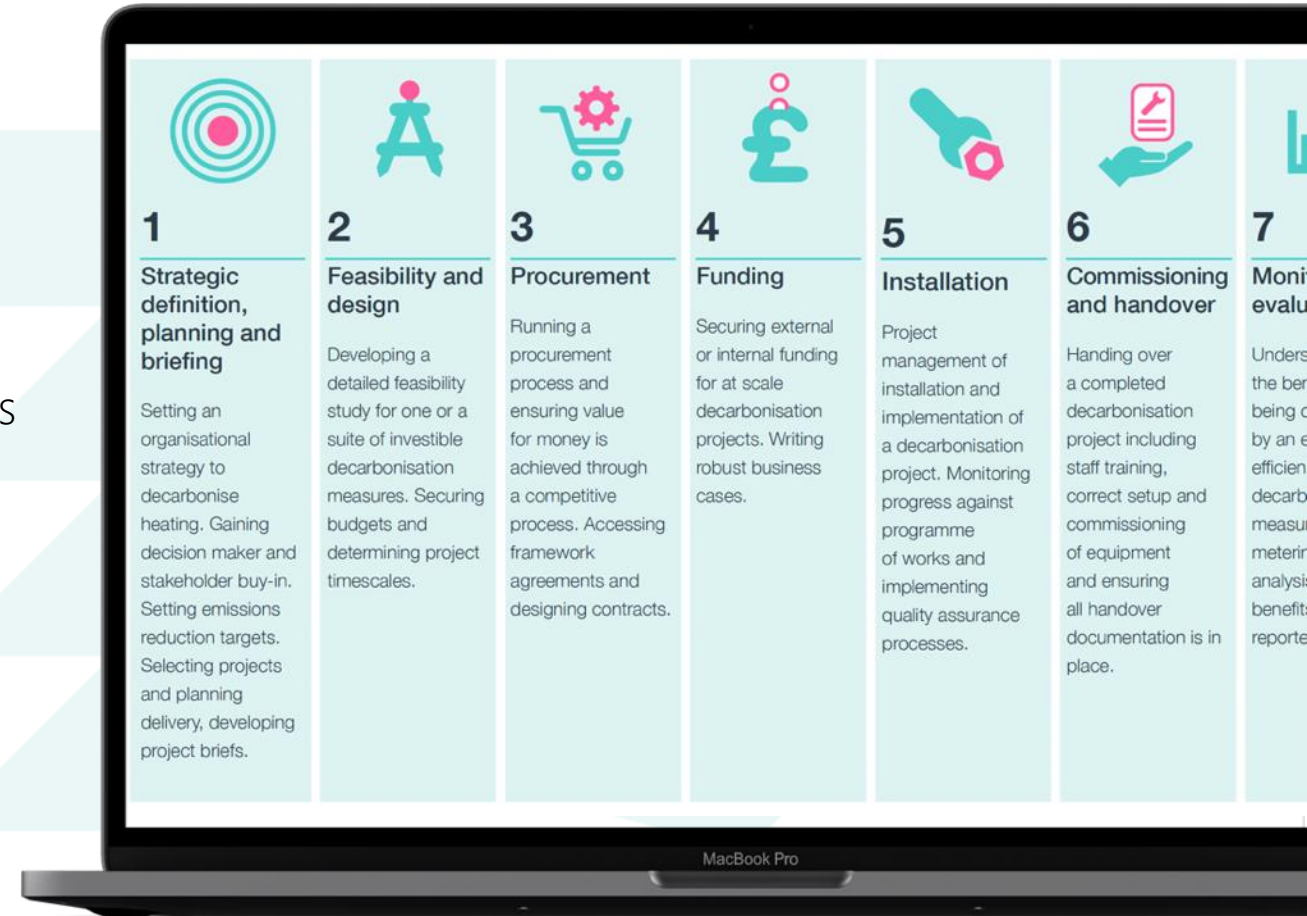 S
1
Strategic
definition,
planning and
briefing
Setting an
organisational
strategy to
decarbonise
heating. Gaining
decision maker and
stakeholder buy-in.
Setting emissions
reduction targets.
Selecting projects
and planning
delivery, developing
project briefs.
2
Feasibility and
design
Developing a
detailed feasibility
study for one or a
suite of investible
decarbonisation
measures. Securing
budgets and
determining project
timescales.
3
Procurement
Running a
procurement
process and
ensuring value
for money is
achieved through
a competitive
process. Accessing
framework
agreements and
designing contracts.
4
Funding
Securing external
or internal funding
for at scale
decarbonisation
projects. Writing
robust business
cases.
5
Installation
Project
management of
installation and
implementation of
a decarbonisation
project. Monitoring
progress against
programme
of works and
implementing
quality assurance
processes.
6
Commissioning
and handover
Handing over
a completed
decarbonisation
project including
staff training,
correct setup and
commissioning
of equipment
and ensuring
all handover
documentation is in
place.
7
the
being
by an
MacBook Pro